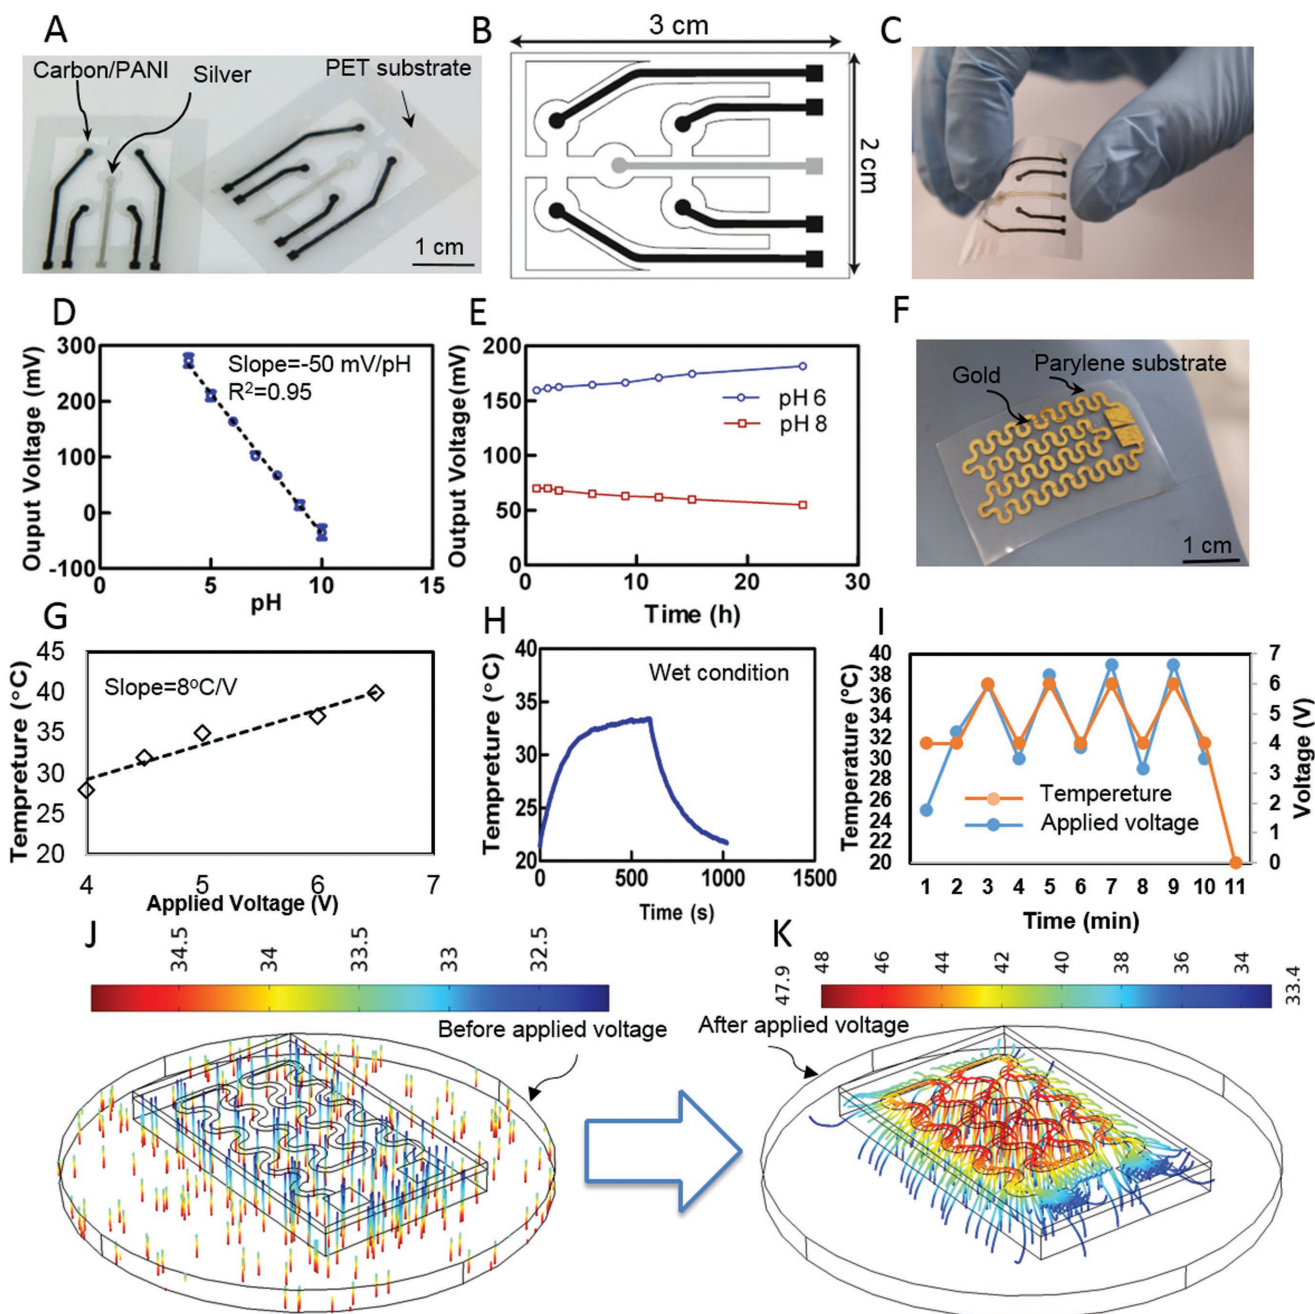 A
Carbon/PANI
Silver
PET substrate
1 cm
B
3 cm
2 cm
C
D
300
200
100
0
-100
Ouput Voltage (mV)
Slope=-50 mV/pH
R²=0.95
0
5
10
15
pH
E
200
150
100
50
0
Output Voltage (mV)
pH 6
pH 8
0
10
20
30
Time (h)
F
Gold
Parylene substrate
1 cm
G
45
40
35
30
25
20
Tempreture (°C)
Slope=8°C/V
4
5
6
7
Applied Voltage (V)
H
40
35
30
25
20
Tempreture (°C)
Wet condition
0
500
1000
1500
Time (s)
I
40
38
36
34
32
30
28
26
24
22
20
Temperature (°C)
Tempereture
Applied voltage
7
6
5
4
3
2
1
0
Voltage (V)
1 2 3 4 5 6 7 8 9 10 11
Time (min)
J
34.5
34
33.5
33
32.5
Before applied voltage
K
47.9
48
46
44
42
40
38
36
34
33.4
After applied voltage